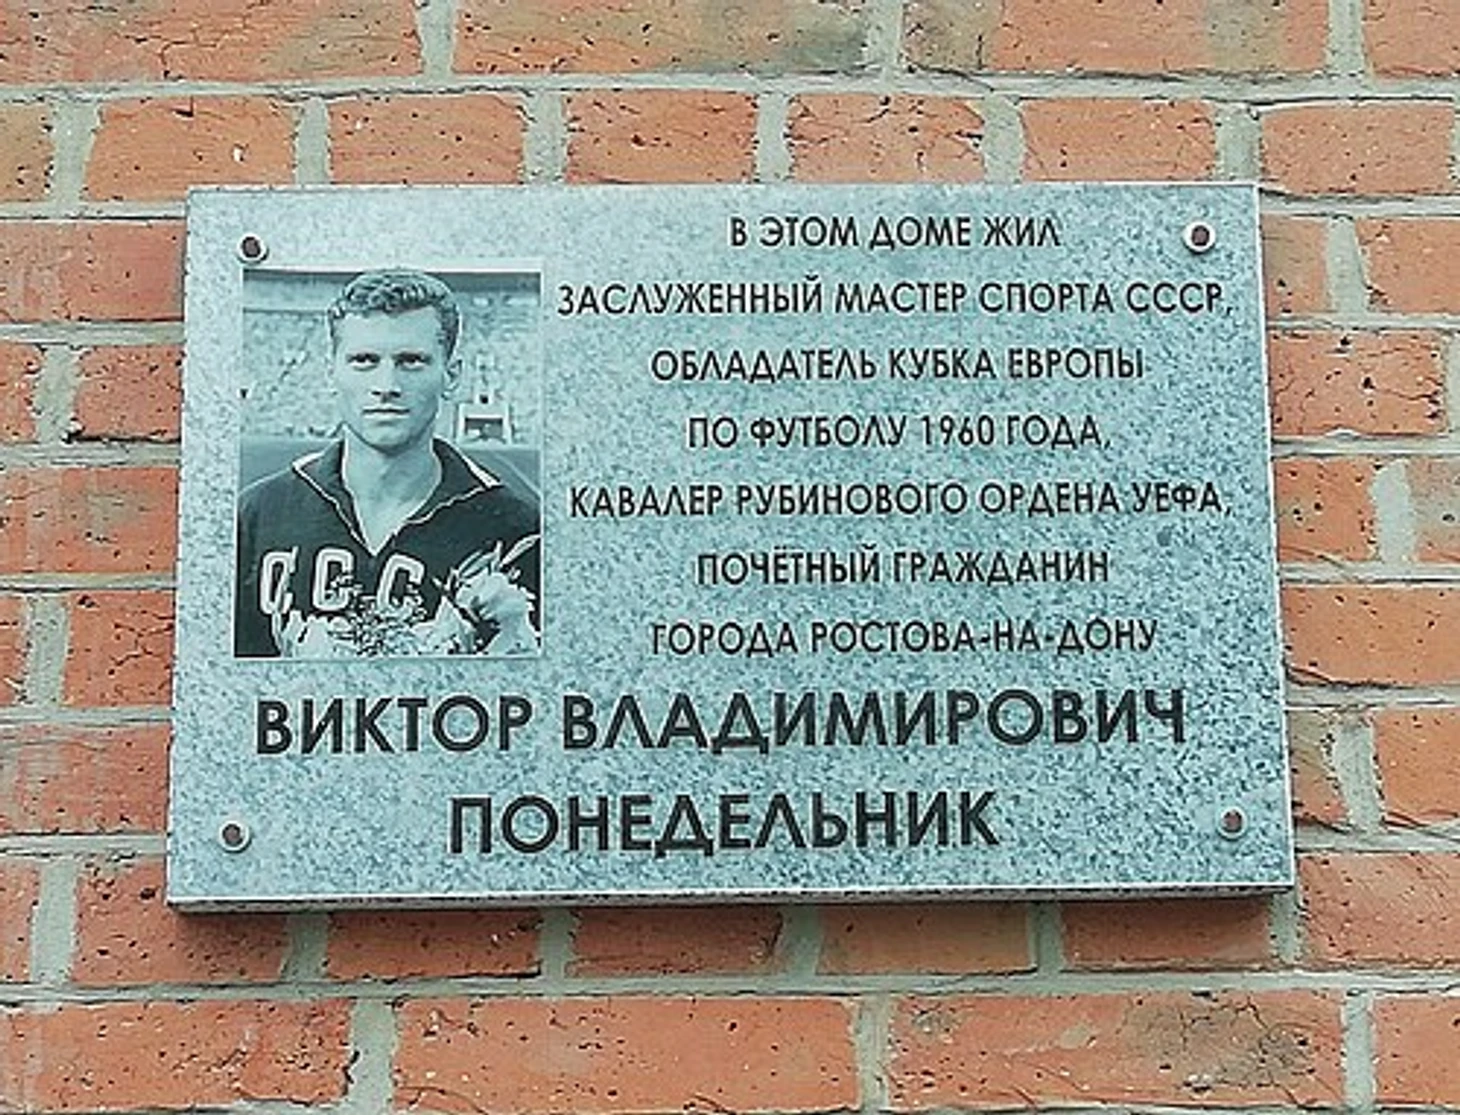 В ЭТОМ ДОМЕ ЖИЛ
ЗАСЛУЖЕННЫЙ МАСТЕР СПОРТА СССР,
ОБЛАДАТЕЛЬ КУБКА ЕВРОПЫ
ПО ФУТБОЛУ 1960 ГОДА,
КАВАЛЕР РУБИНОВОГО ОРДЕНА УЕФА,
ПОЧЁТНЫЙ ГРАЖДАНИН
ГОРОДА РОСТОВА-НА-ДОНУ
ССС
ВИКТОР ВЛАДИМИРОВИЧ
ПОНЕДЕЛЬНИК